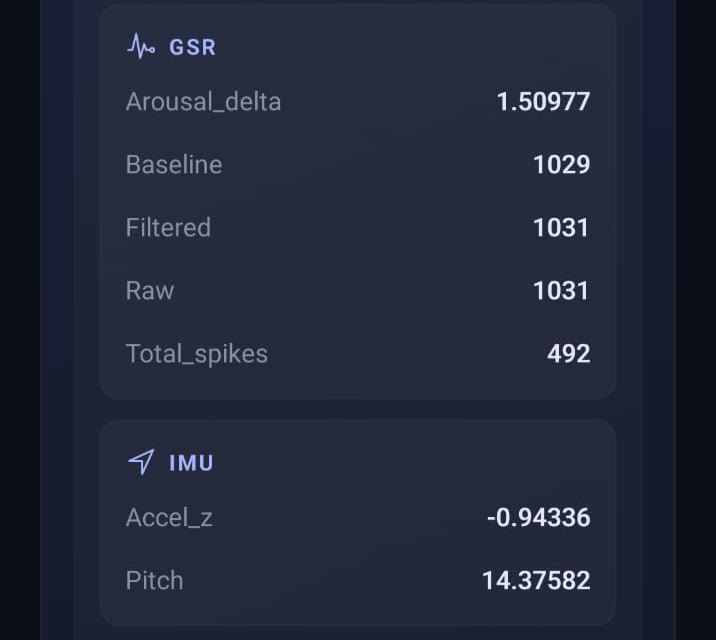 GSR
Arousal_delta 1.50977
Baseline 1029
Filtered 1031
Raw 1031
Total_spikes 492
IMU
Accel_z -0.94336
Pitch 14.37582